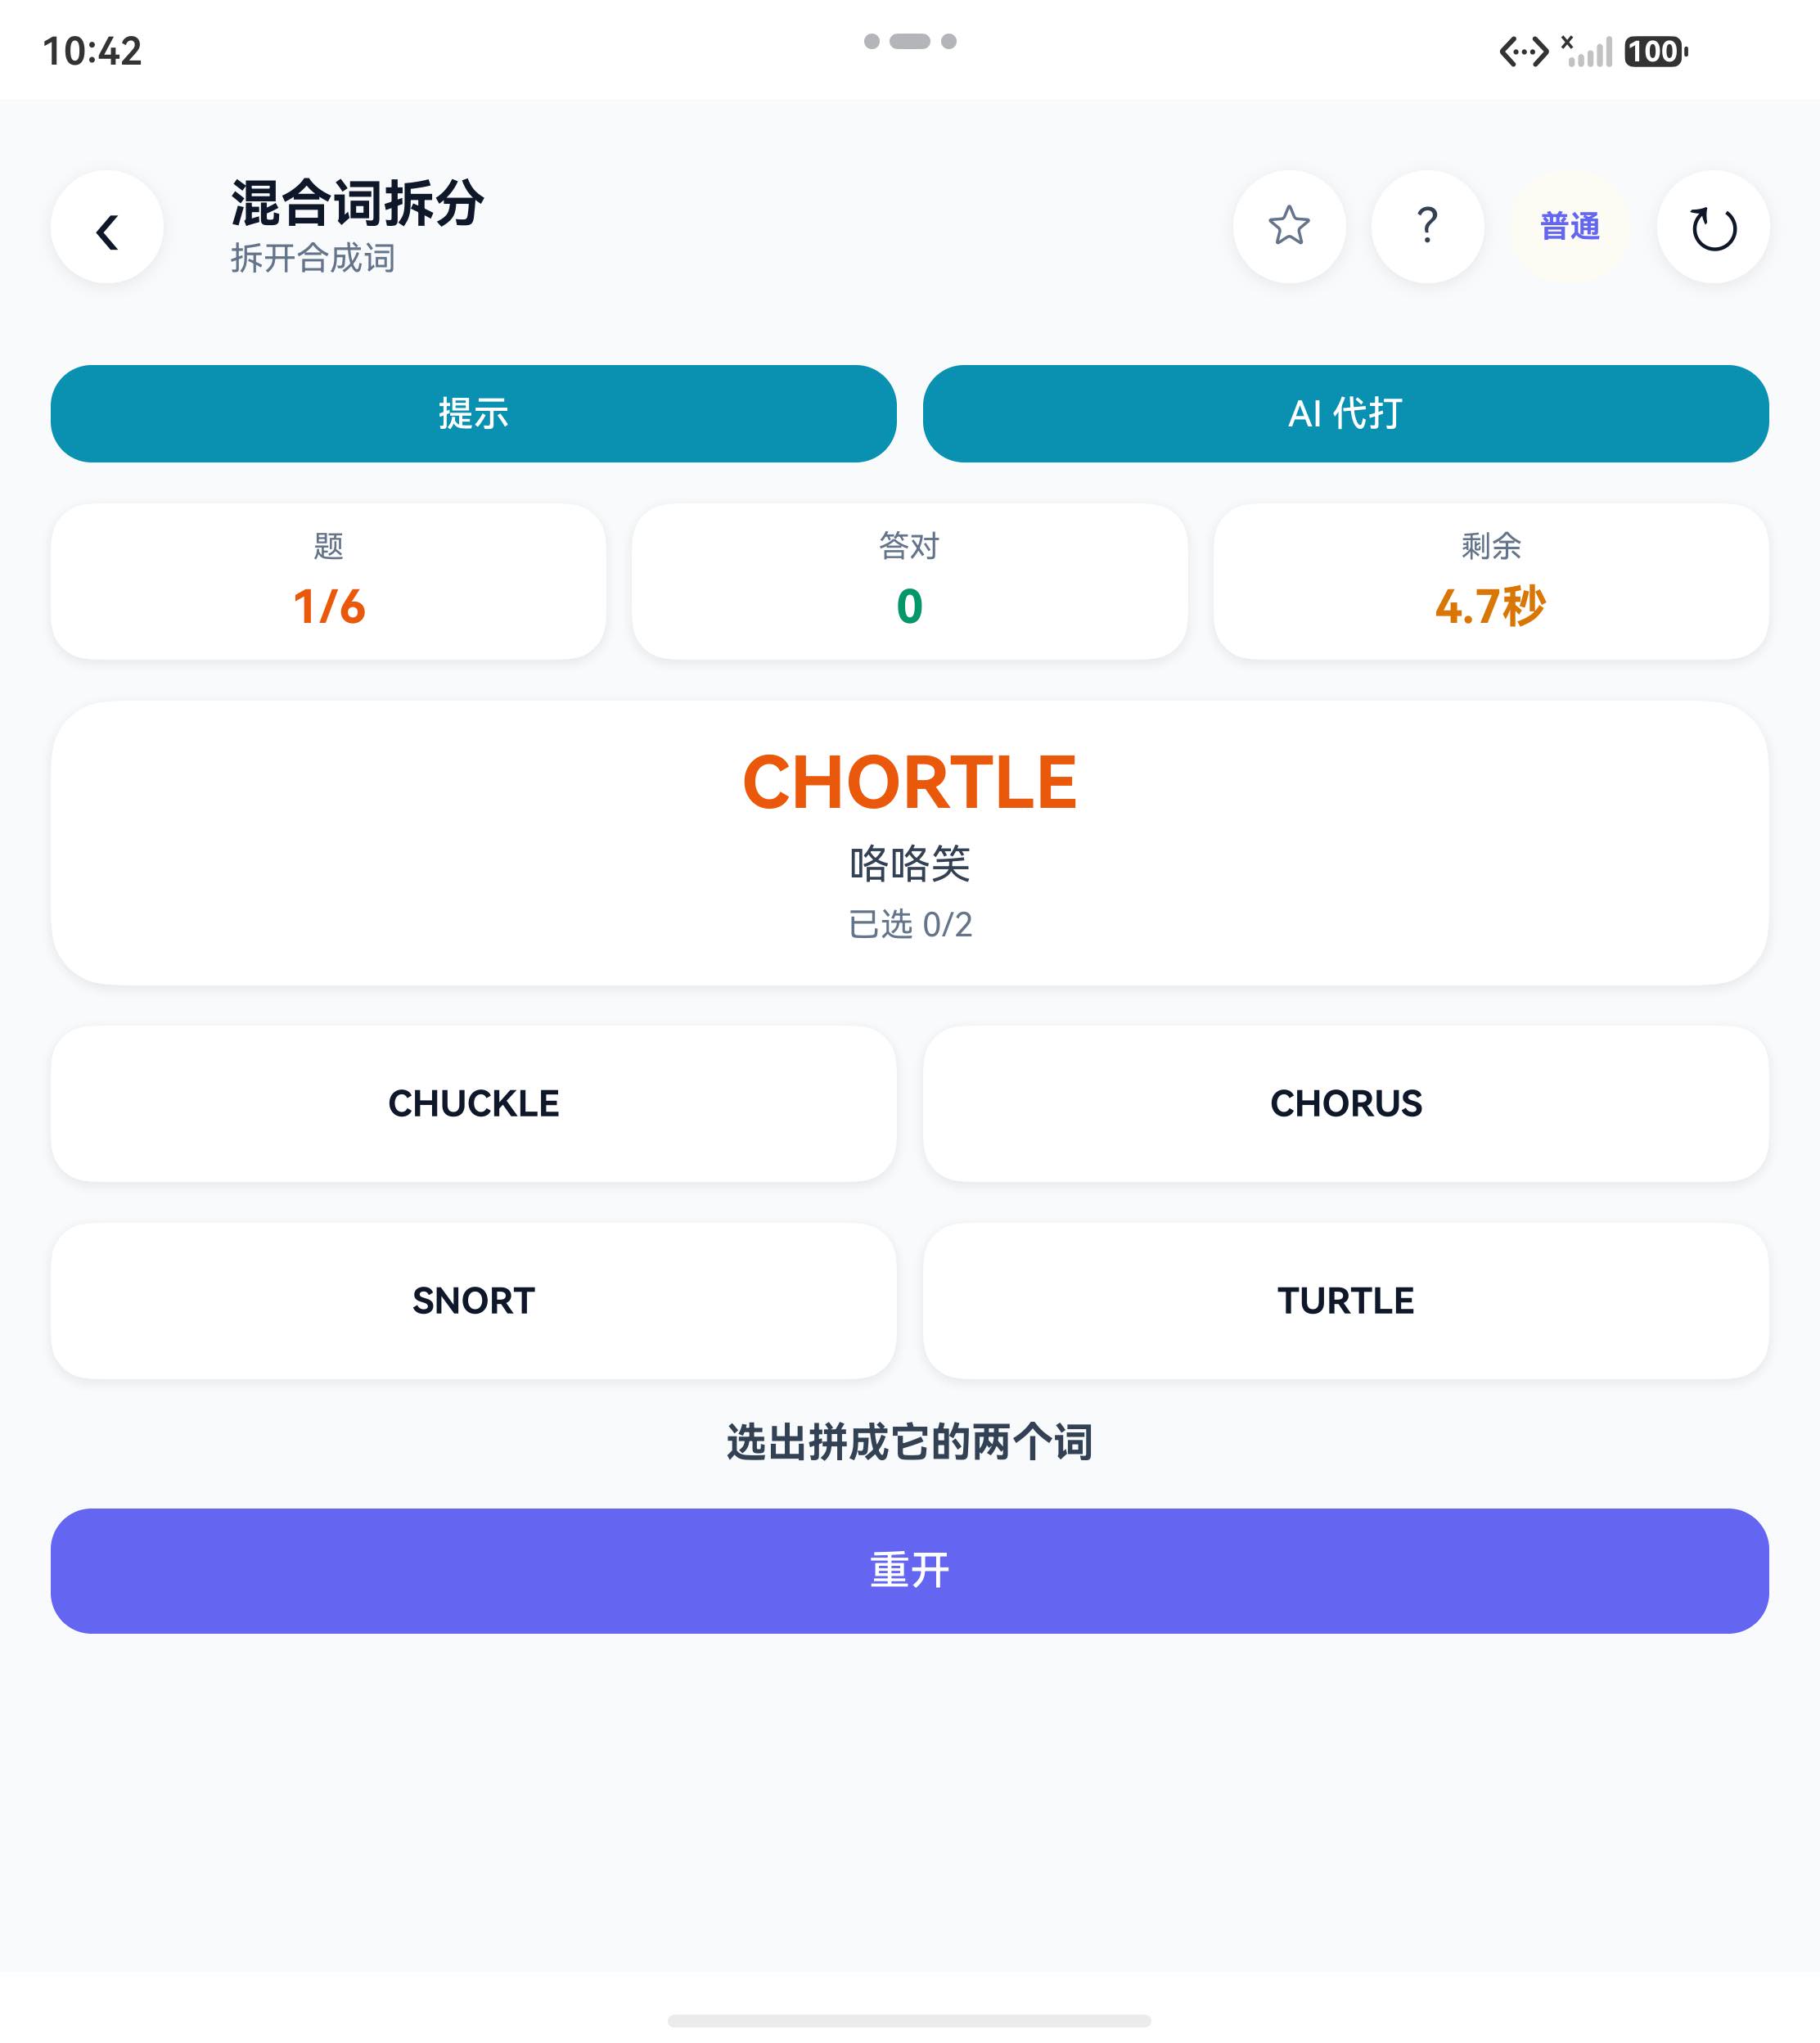 10:42
100
混合词拆分
拆开合成词
?
普通
提示
AI 代打
题
答对
剩余
1/6
0
4.7秒
CHORTLE
咯咯笑
已选 0/2
CHUCKLE
CHORUS
SNORT
TURTLE
选出拼成它的两个词
重开